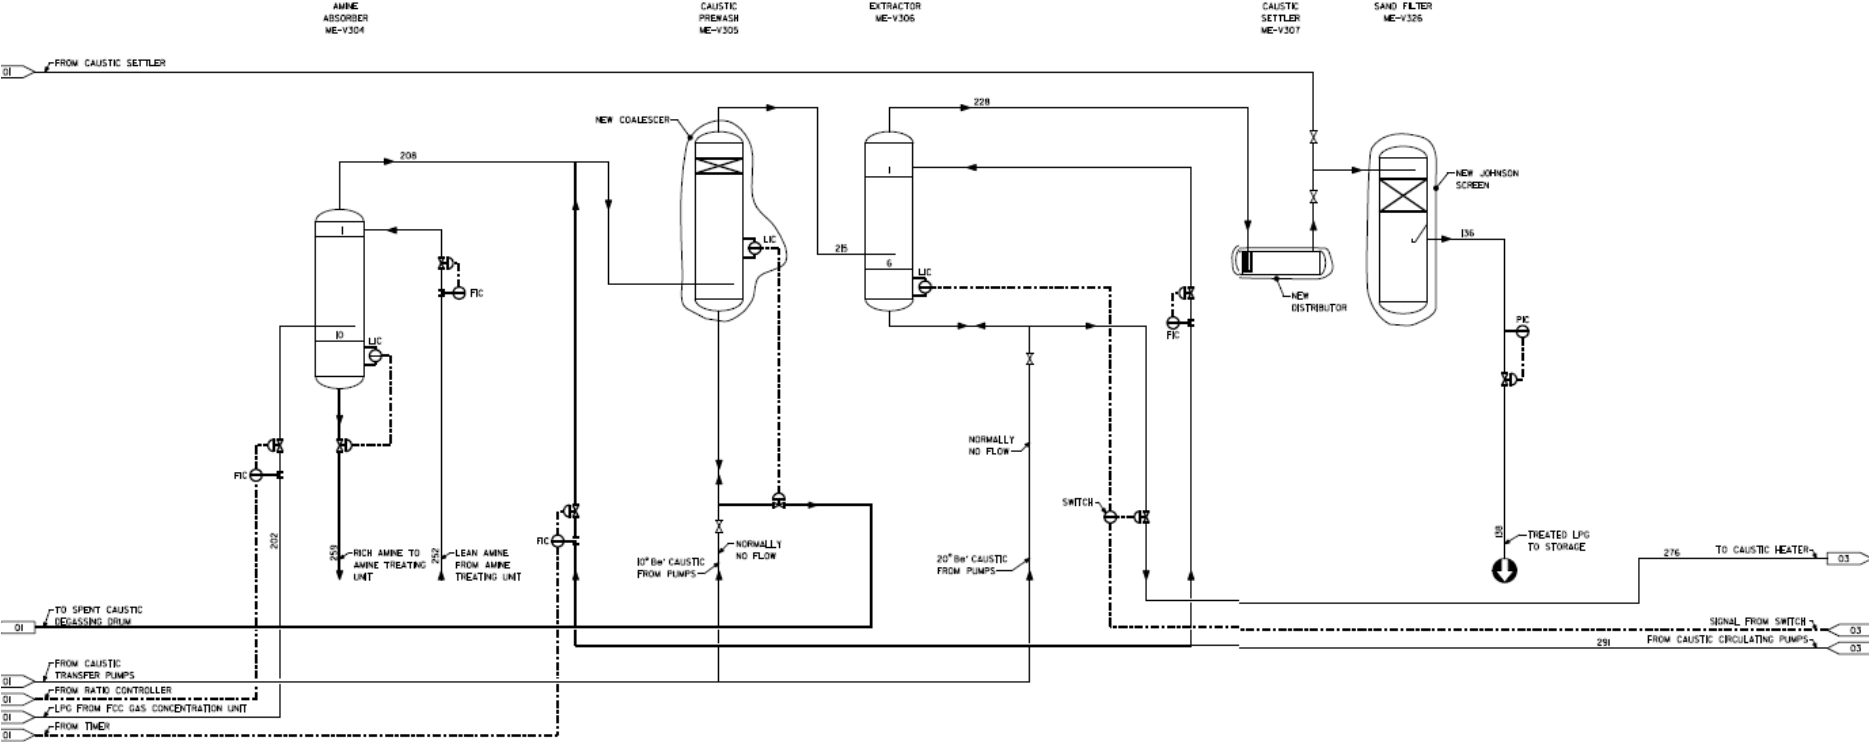 AMINE
ABSORBER
ME-V304
CAUSTIC
PREWASH
ME-V305
EXTRACTOR
ME-V306
CAUSTIC
SETTLER
ME-V307
SAND FILTER
ME-V326
01
FROM CAUSTIC SETTLER
NEW COALESCER
228
208
1
1
NEW JOHNSON
SCREEN
LIC
215
6
LIC
136
FIC
NEW
DISTRIBUTOR
FIC
PIC
10
LIC
NORMALLY
NO FLOW
FIC
SWITCH
FIC
202
259
RICH AMINE TO
AMINE TREATING
UNIT
252
LEAN AMINE
FROM AMINE
TREATING UNIT
NORMALLY
NO FLOW
10° Be' CAUSTIC
FROM PUMPS
20° Be' CAUSTIC
FROM PUMPS
138
TREATED LPG
TO STORAGE
276
TO CAUSTIC HEATER
03
TO SPENT CAUSTIC
DEGASSING DRUM
01
SIGNAL FROM SWITCH
03
291
FROM CAUSTIC CIRCULATING PUMPS
03
FROM CAUSTIC
TRANSFER PUMPS
01
FROM RATIO CONTROLLER
01
LPG FROM FCC GAS CONCENTRATION UNIT
01
FROM TIMER
01